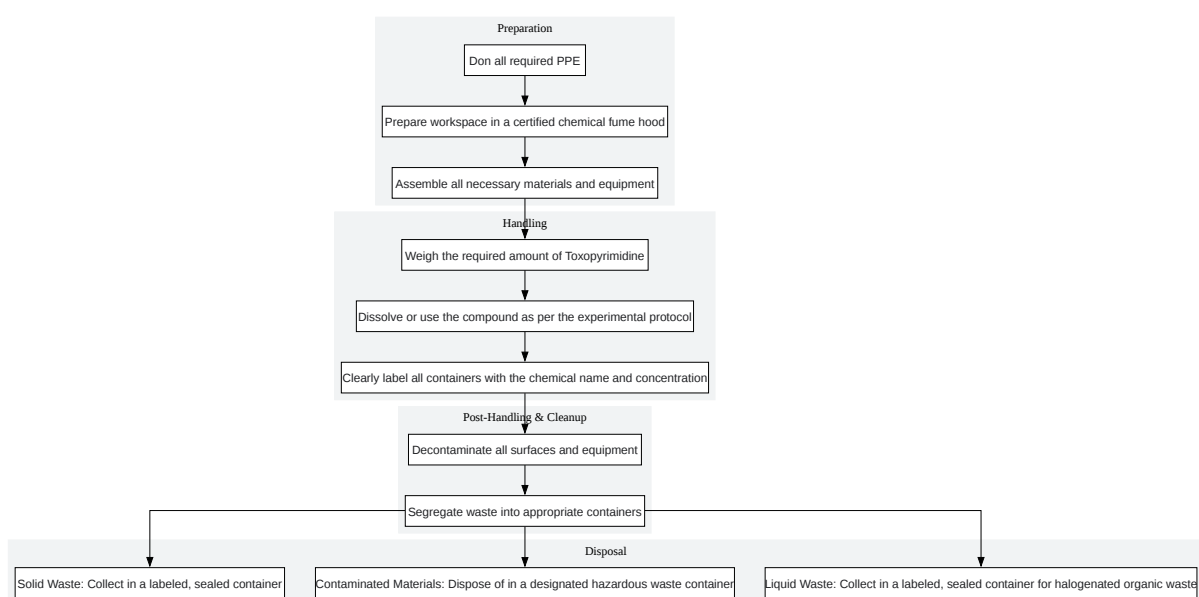 Preparation
Don all required PPE
Prepare workspace in a certified chemical fume hood
Assemble all necessary materials and equipment
Handling
Weigh the required amount of Toxopyrimidine
Dissolve or use the compound as per the experimental protocol
Clearly label all containers with the chemical name and concentration
Post-Handling & Cleanup
Decontaminate all surfaces and equipment
Segregate waste into appropriate containers
Disposal
Solid Waste: Collect in a labeled, sealed container
Contaminated Materials: Dispose of in a designated hazardous waste container
Liquid Waste: Collect in a labeled, sealed container for halogenated organic waste